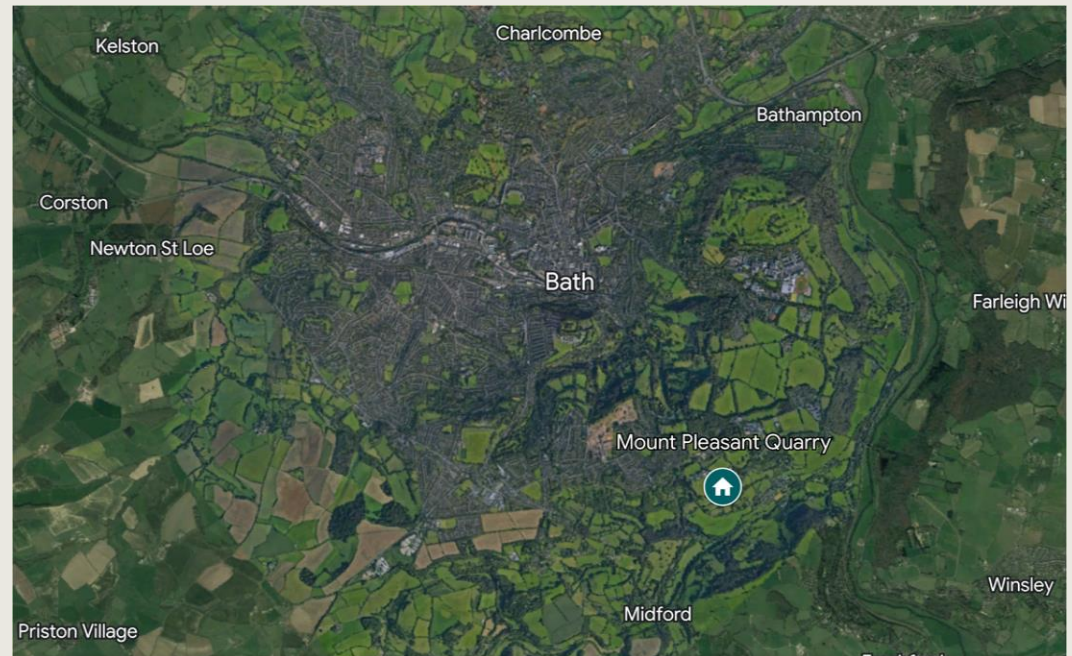 Kelston
Charlcombe
Bathampton
Corston
Newton St Loe
Bath
Farleigh Wi
Mount Pleasant Quarry
Winsley
Midford
Priston Village